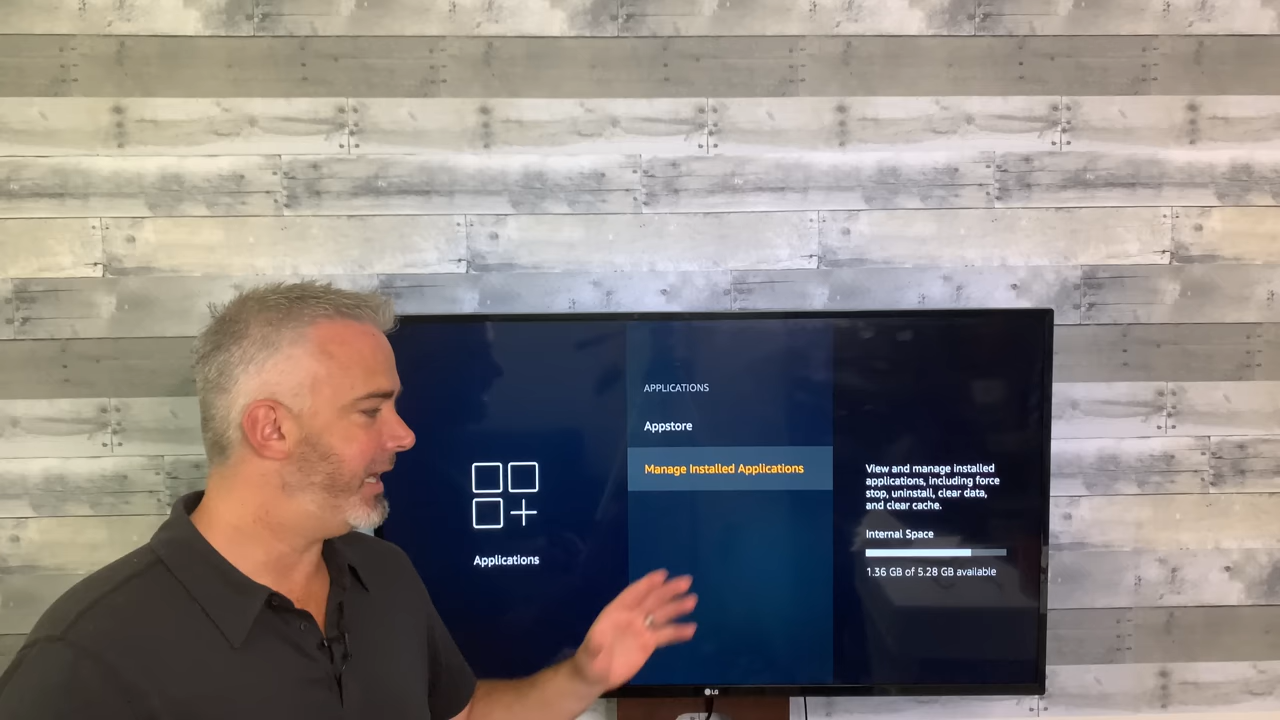 APPLICATIONS
Appstore
Manage Installed Applications
Applications
View and manage installed
applications, including force
stop, uninstall, clear data,
and clear cache.
Internal Space
1.36 GB of 5.28 GB available
LG